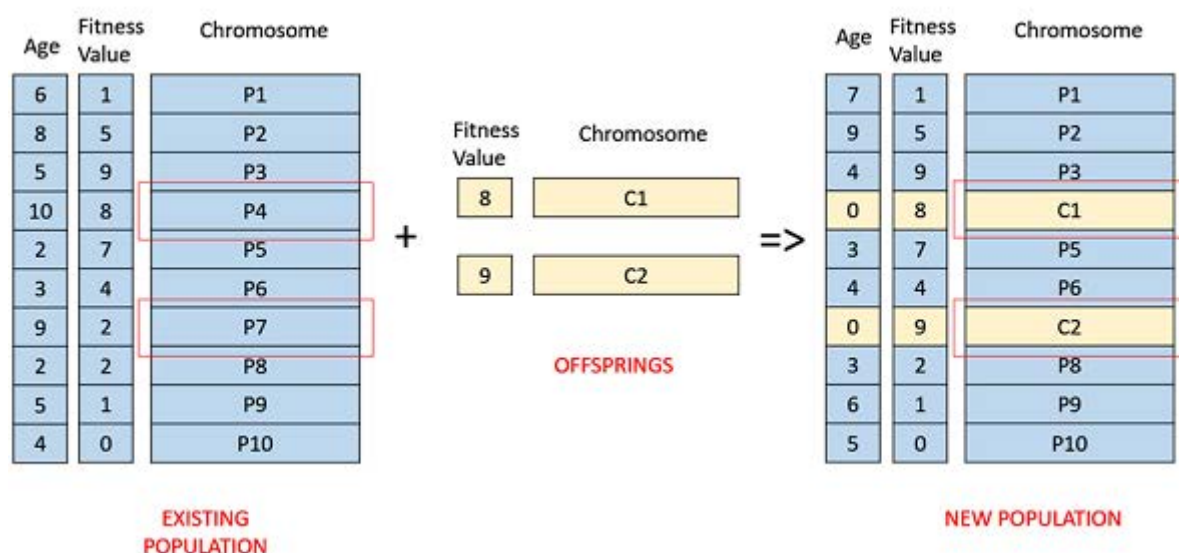 Age Fitness Value Chromosome
6 1 P1
8 5 P2
5 9 P3
10 8 P4
2 7 P5
3 4 P6
9 2 P7
2 2 P8
5 1 P9
4 0 P10
EXISTING
POPULATION
+
Fitness Value Chromosome
8 C1
9 C2
OFFSPRINGS
=>
Age Fitness Value Chromosome
7 1 P1
9 5 P2
4 9 P3
0 8 C1
3 7 P5
4 4 P6
0 9 C2
3 2 P8
6 1 P9
5 0 P10
NEW POPULATION